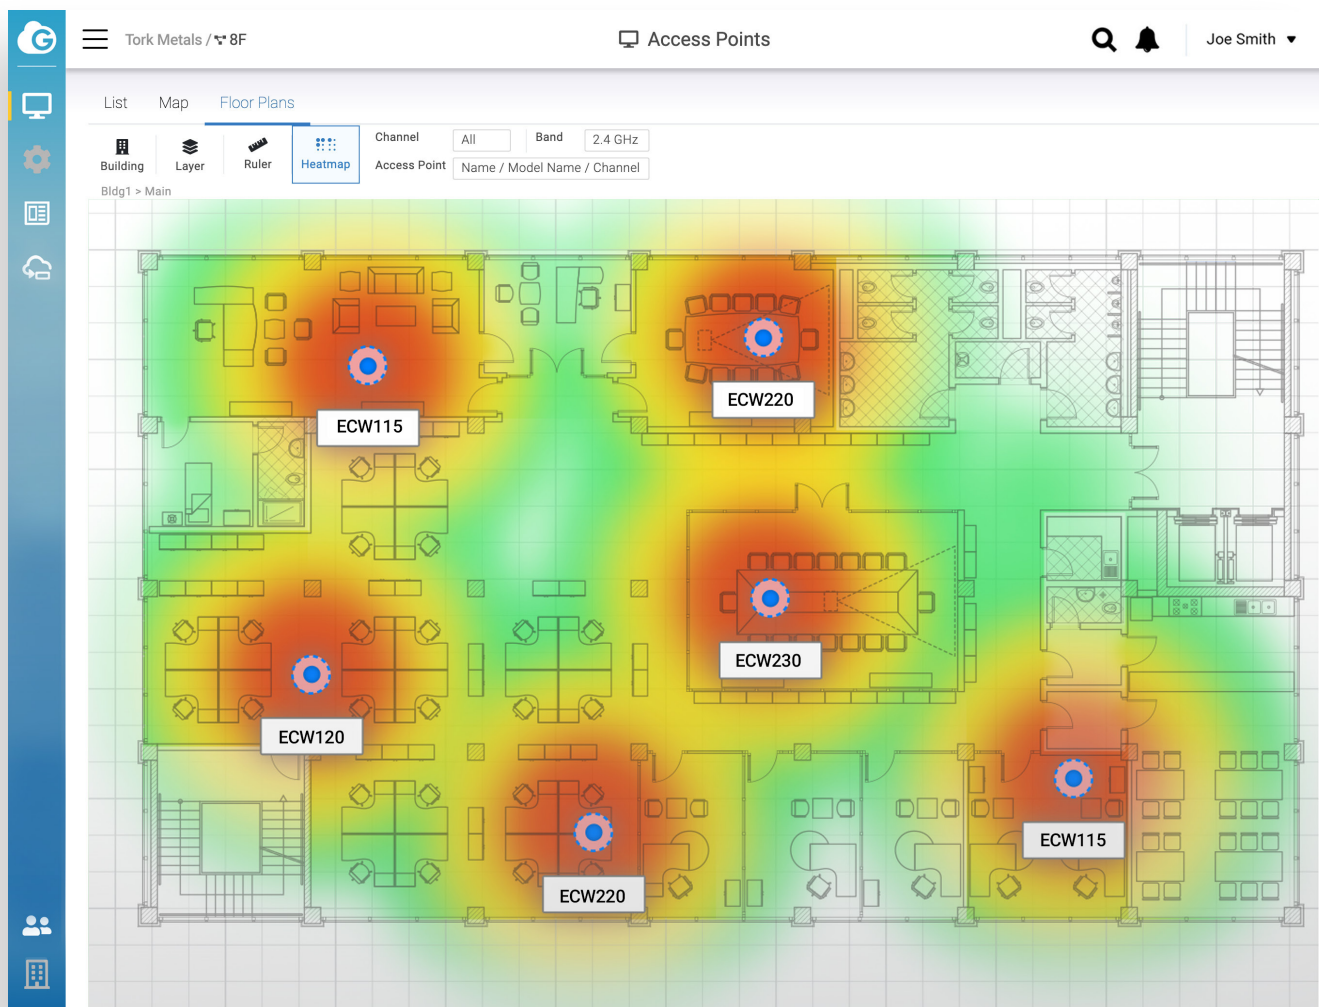 G
Tork Metals / 8F
Access Points
Joe Smith
List Map Floor Plans
Building
Layer
Ruler
Heatmap
Channel All Band 2.4 GHz
Access Point Name / Model Name / Channel
Bldg1 > Main
ECW220
ECW115
ECW230
ECW120
ECW115
ECW220